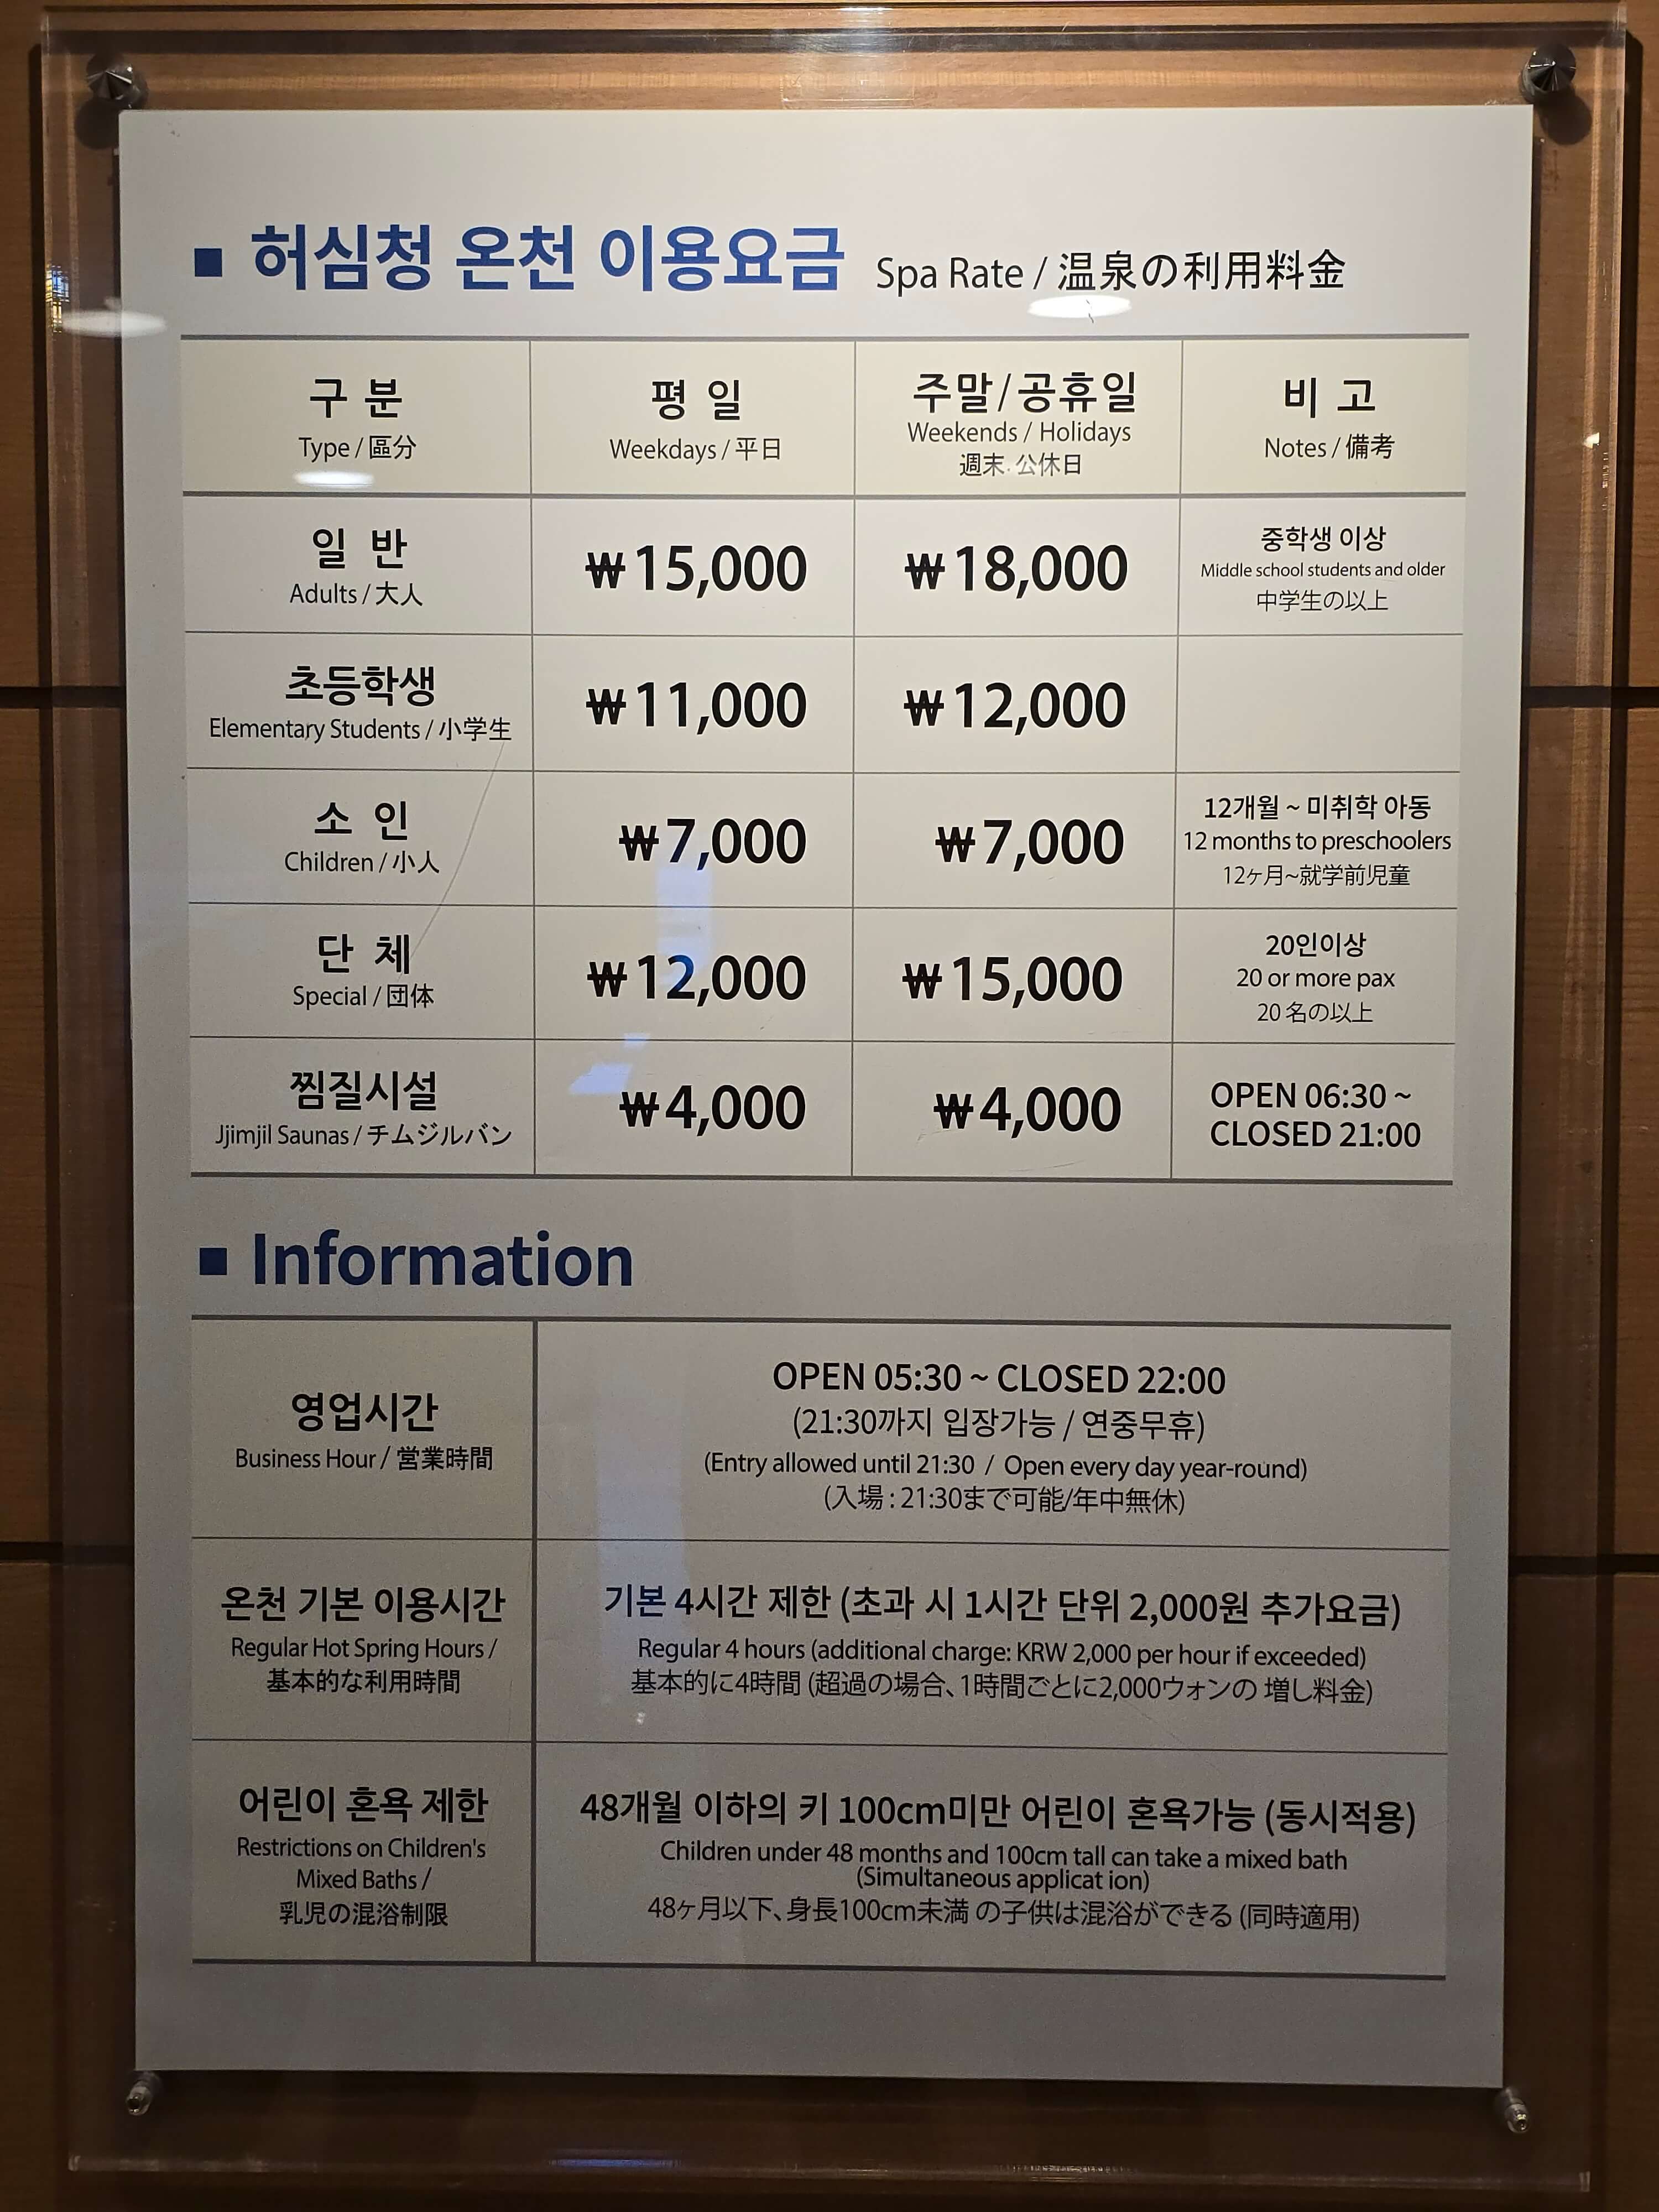 ■ 허심청 온천 이용요금 Spa Rate / 温泉の利用料金
구 분
Type / 區分
평 일
Weekdays / 平日
주말/공휴일
Weekends / Holidays
週末. 公休日
비 고
Notes / 備考
일 반
Adults / 大人
₩15,000
₩18,000
중학생 이상
Middle school students and older
中学生の以上
초등학생
Elementary Students / 小学生
₩11,000
₩12,000
소 인
Children / 小人
₩7,000
₩7,000
12개월 ~ 미취학 아동
12 months to preschoolers
12ヶ月~就学前児童
단 체
Special / 団体
₩12,000
₩15,000
20인이상
20 or more pax
20 名の以上
찜질시설
Jjimjil Saunas / チムジルバン
₩4,000
₩4,000
OPEN 06:30 ~
CLOSED 21:00
■ Information
영업시간
Business Hour / 営業時間
OPEN 05:30 ~ CLOSED 22:00
(21:30까지 입장가능 / 연중무휴)
(Entry allowed until 21:30 / Open every day year-round)
(入場 : 21:30まで可能/年中無休)
온천 기본 이용시간
Regular Hot Spring Hours /
基本的な利用時間
기본 4시간 제한 (초과 시 1시간 단위 2,000원 추가요금)
Regular 4 hours (additional charge: KRW 2,000 per hour if exceeded)
基本的に4時間 (超過の場合、1時間ごとに2,000ウォンの 増し料金)
어린이 혼욕 제한
Restrictions on Children's
Mixed Baths /
乳児の混浴制限
48개월 이하의 키 100cm미만 어린이 혼욕가능 (동시적용)
Children under 48 months and 100cm tall can take a mixed bath
(Simultaneous applicat ion)
48ヶ月以下、身長100cm未満 の子供は混浴ができる (同時適用)